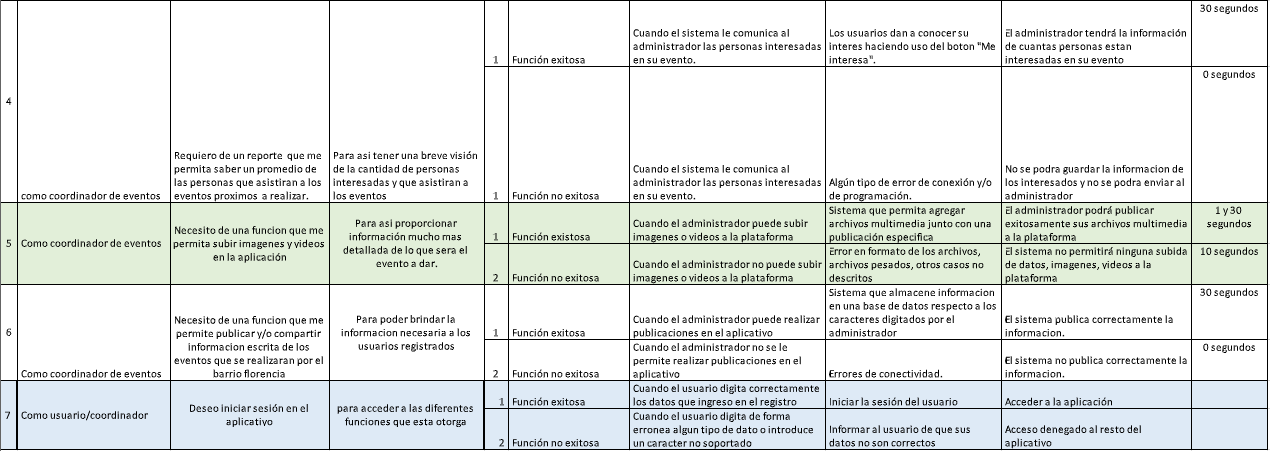 4
como coordinador de eventos
Requiero de un reporte que me
permita saber un promedio de
las personas que asistiran a los
eventos proximos a realizar.
Para asi tener una breve visión
de la cantidad de personas
interesadas y que asistiran a
los eventos
1
Función exitosa
Cuando el sistema le comunica al
administrador las personas interesadas
en su evento.
Los usuarios dan a conocer su
interes haciendo uso del boton "Me
interesa".
El administrador tendrá la información
de cuantas personas estan
interesadas en su evento
30 segundos
1
Función no exitosa
Cuando el sistema le comunica al
administrador las personas interesadas
en su evento.
Algún tipo de error de conexión y/o
de programación.
No se podra guardar la informacion de
los interesados y no se podra enviar al
administrador
0 segundos
5
Como coordinador de eventos
Necesito de una funcion que me
permita subir imagenes y videos
en la aplicación
Para asi proporcionar
información mucho mas
detallada de lo que sera el
evento a dar.
1
Función existosa
Cuando el administrador puede subir
imagenes o videos a la plataforma
Sistema que permita agregar
archivos multimedia junto con una
publicación especifica
El administrador podrá publicar
exitosamente sus archivos multimedia
a la plataforma
1 y 30
segundos
2
Función no exitosa
Cuando el administrador no puede subir
imagenes o videos a la plataforma
Error en formato de los archivos,
archivos pesados, otros casos no
descritos
El sistema no permitirá ninguna subida
de datos, imagenes, videos a la
plataforma
10 segundos
6
Como coordinador de eventos
Necesito de una funcion que me
permite publicar y/o compartir
informacion escrita de los
eventos que se realizaran por el
barrio florencia
Para poder brindar la
informacion necesaria a los
usuarios registrados
1
Función exitosa
Cuando el administrador puede realizar
publicaciones en el aplicativo
Sistema que almacene informacion
en una base de datos respecto a los
caracteres digitados por el
administrador
El sistema publica correctamente la
informacion.
30 segundos
2
Función no exitosa
Cuando el administrador no se le
permite realizar publicaciones en el
aplicativo
Errores de conectividad.
El sistema no publica correctamente la
informacion.
0 segundos
7
Como usuario/coordinador
Deseo iniciar sesión en el
aplicativo
para acceder a las diferentes
funciones que esta otorga
1
Función exitosa
Cuando el usuario digita correctamente
los datos que ingreso en el registro
Iniciar la sesión del usuario
Acceder a la aplicación
2
Función no exitosa
Cuando el usuario digita de forma
erronea algun tipo de dato o introduce
un caracter no soportado
Informar al usuario de que sus
datos no son correctos
Acceso denegado al resto del
aplicativo